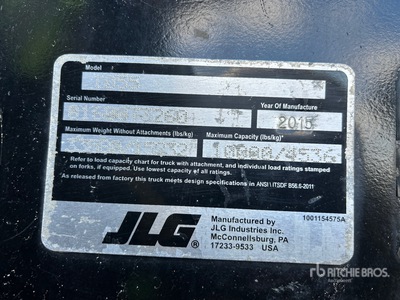 Model
Serial Number
Year Of Manufacture
2015
Maximum Weight Without Attachments (lbs/kg)
Maximum Capacity (lbs/kg)*
10000/4536
Refer to load capacity chart for truck with attachment, and individual load ratings stamped
on forks, if equipped. Use lowest capacity of all ratings.
*As released from factory this truck meets design specifications in ANSI \ ITSDF B56.6-2011
JLG®
Manufactured by
JLG Industries Inc.
McConnellsburg, PA
17233-9533 USA
1001154575A
rb RITCHIE BROS.